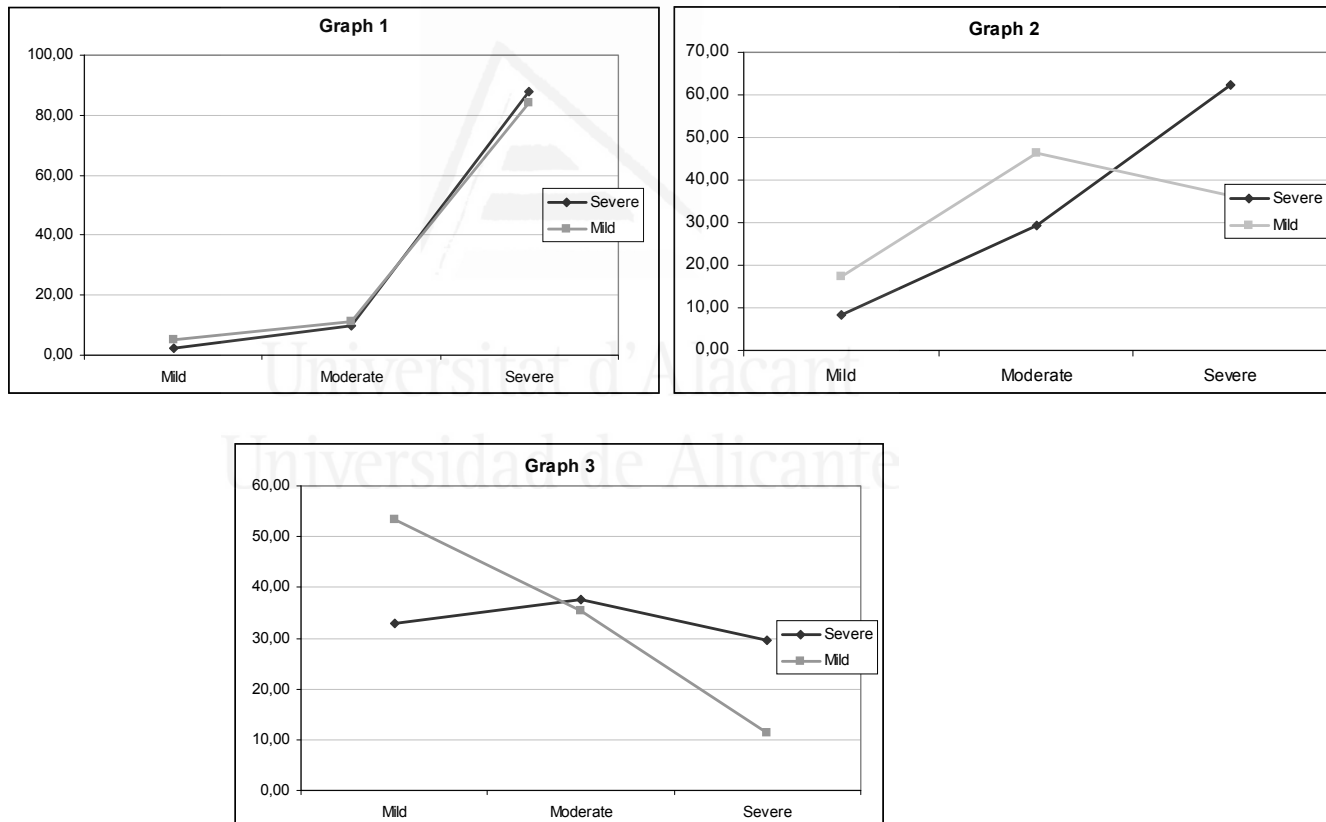 Graph 1
100,00
80,00
60,00
40,00
20,00
0,00
Mild
Moderate
Severe
Severe
Mild
Graph 2
70,00
60,00
50,00
40,00
30,00
20,00
10,00
0,00
Mild
Moderate
Severe
Severe
Mild
Universitat d'Alacant
Universidad de Alicante
Graph 3
60,00
50,00
40,00
30,00
20,00
10,00
0,00
Mild
Moderate
Severe
Severe
Mild